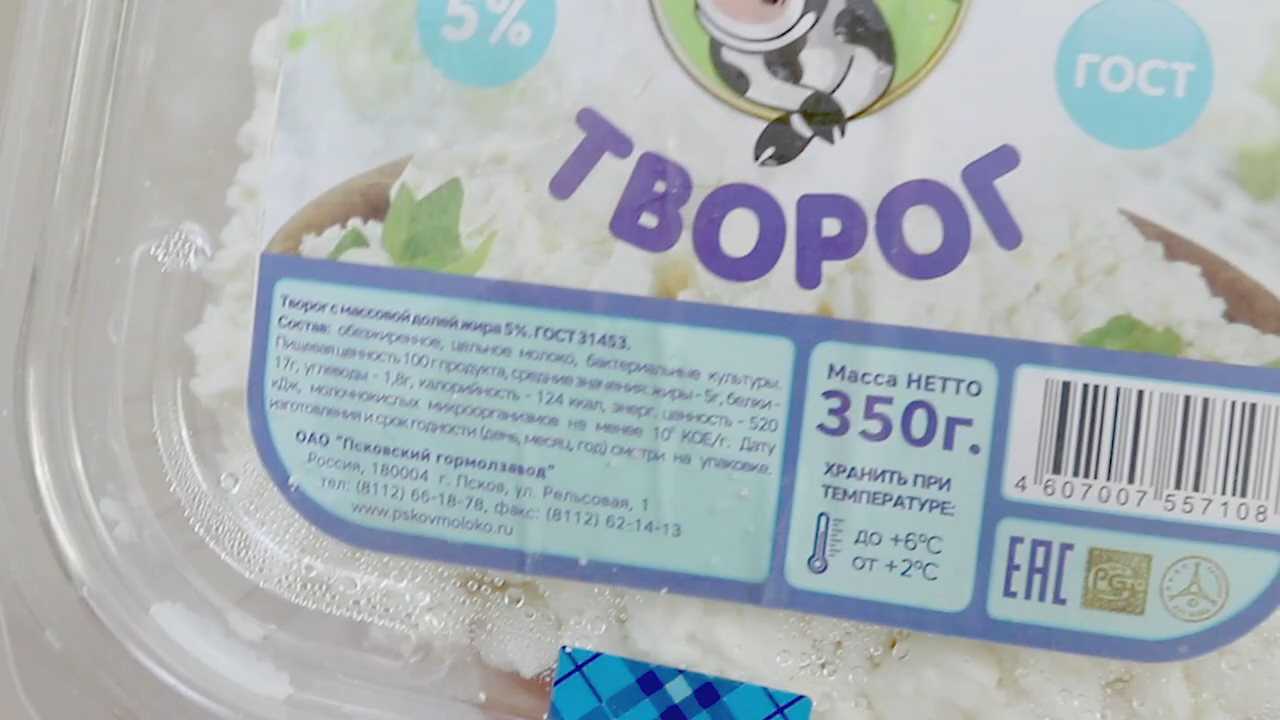 5%
ГОСТ
ТВОРОГ
Творог с массовой долей жира 5%. ГОСТ 31453.
Состав: обезжиренное, цельное молоко, бактериальные культуры.
Пищевая ценность 100 г продукта, средние значения: жиры - 5г, белки -
17г, углеводы - 1,8г, калорийность - 124 ккал, энерг. ценность - 520
кДж, молочнокислых микроорганизмов не менее 10⁶ КОЕ/г. Дату
изготовления и срок годности (день, месяц, год) смотри на упаковке.
ОАО "Псковский гормолзавод"
Россия, 180004 г. Псков, ул. Рельсовая, 1
тел: (8112) 66-18-78, факс: (8112) 62-14-13
www.pskovmoloko.ru
Масса НЕТТО
350г.
ХРАНИТЬ ПРИ
ТЕМПЕРАТУРЕ:
ДО +6°С
ОТ +2°С
4 607007 557108
ЕАС
РСТ